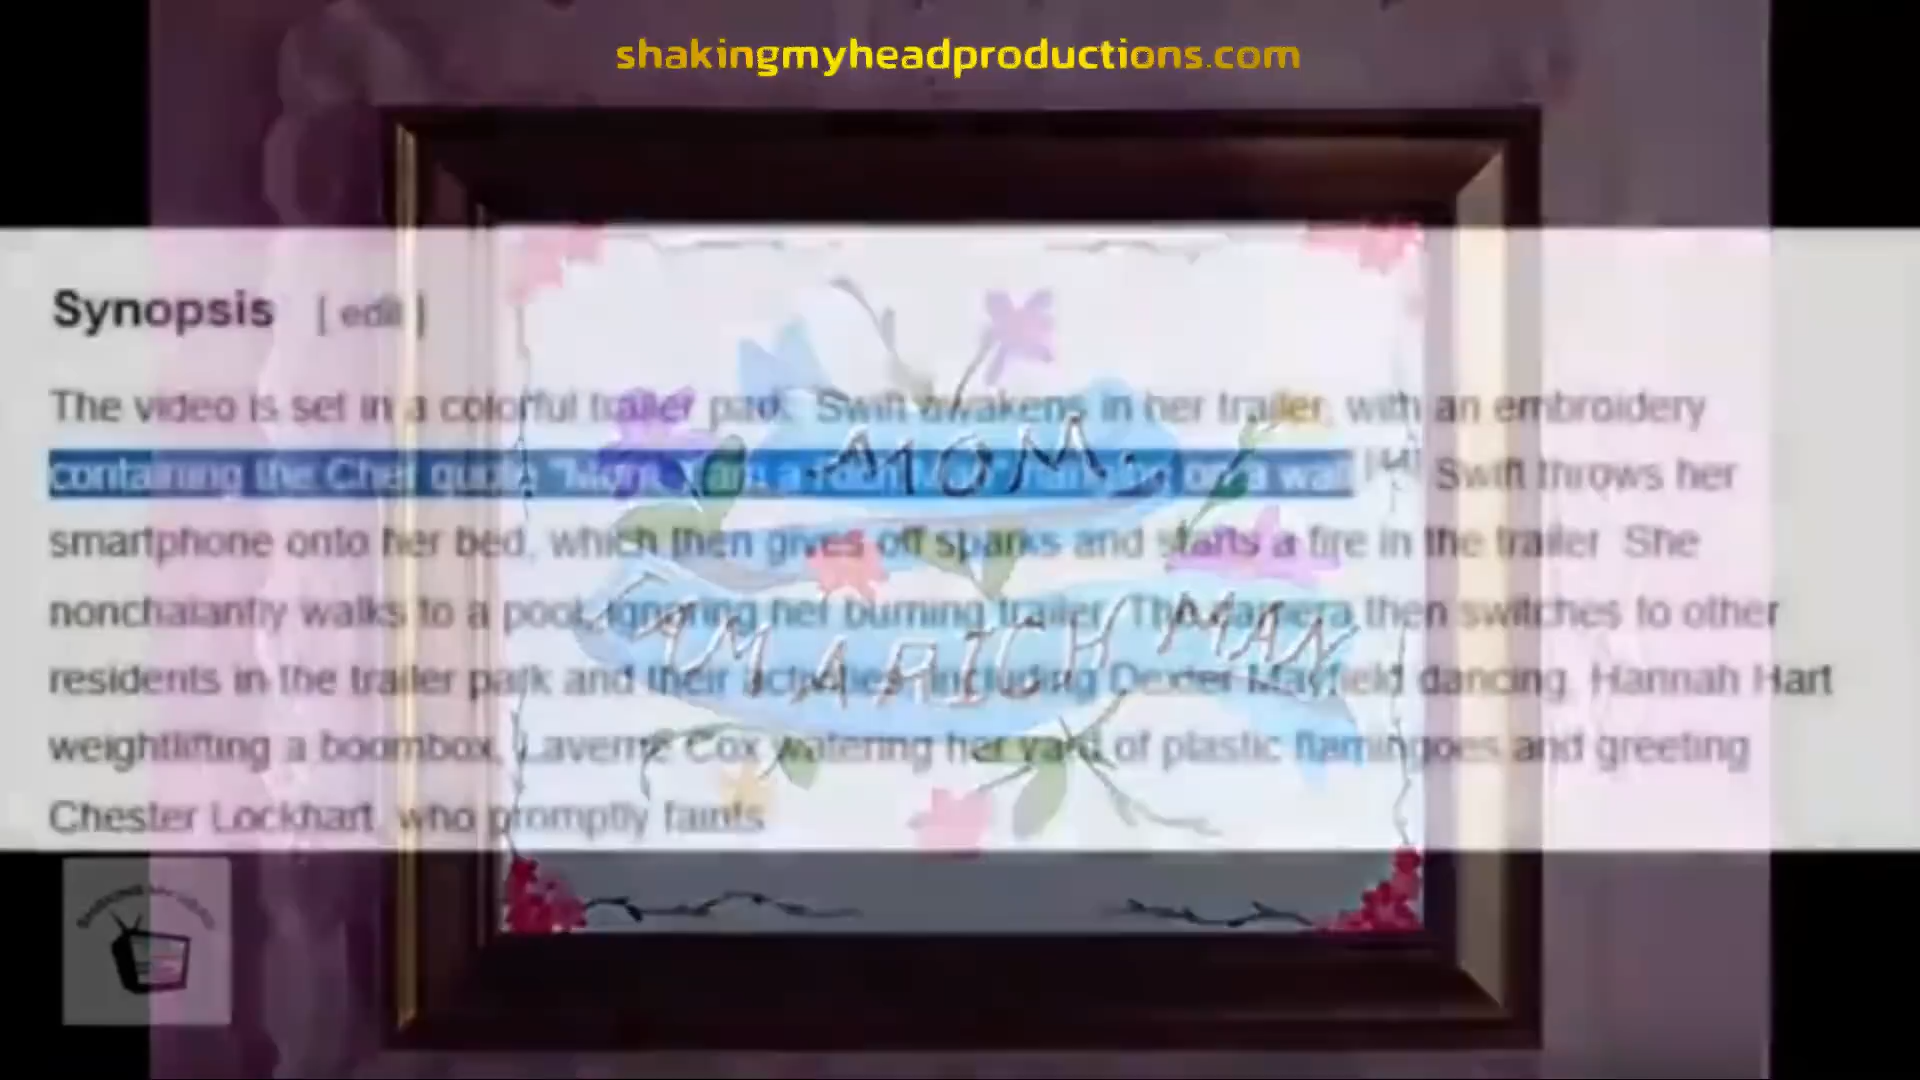 shakingmyheadproductions.com
Synopsis [ edit ]
The video is set in a colorful trailer park. Swift awakens in her trailer, with an embroidery
containing the Cher quote "Mom, I am a rich man" hanging on a wall.[14] Swift throws her
smartphone onto her bed, which then gives off sparks and starts a fire in the trailer. She
nonchalantly walks to a pool, ignoring her burning trailer. The camera then switches to other
residents in the trailer park and their activities, including Dexter Mayfield dancing, Hannah Hart
weightlifting a boombox, Laverne Cox watering her yard of plastic flamingoes and greeting
Chester Lockhart, who promptly faints.
MOM,
I AM A RICH MAN